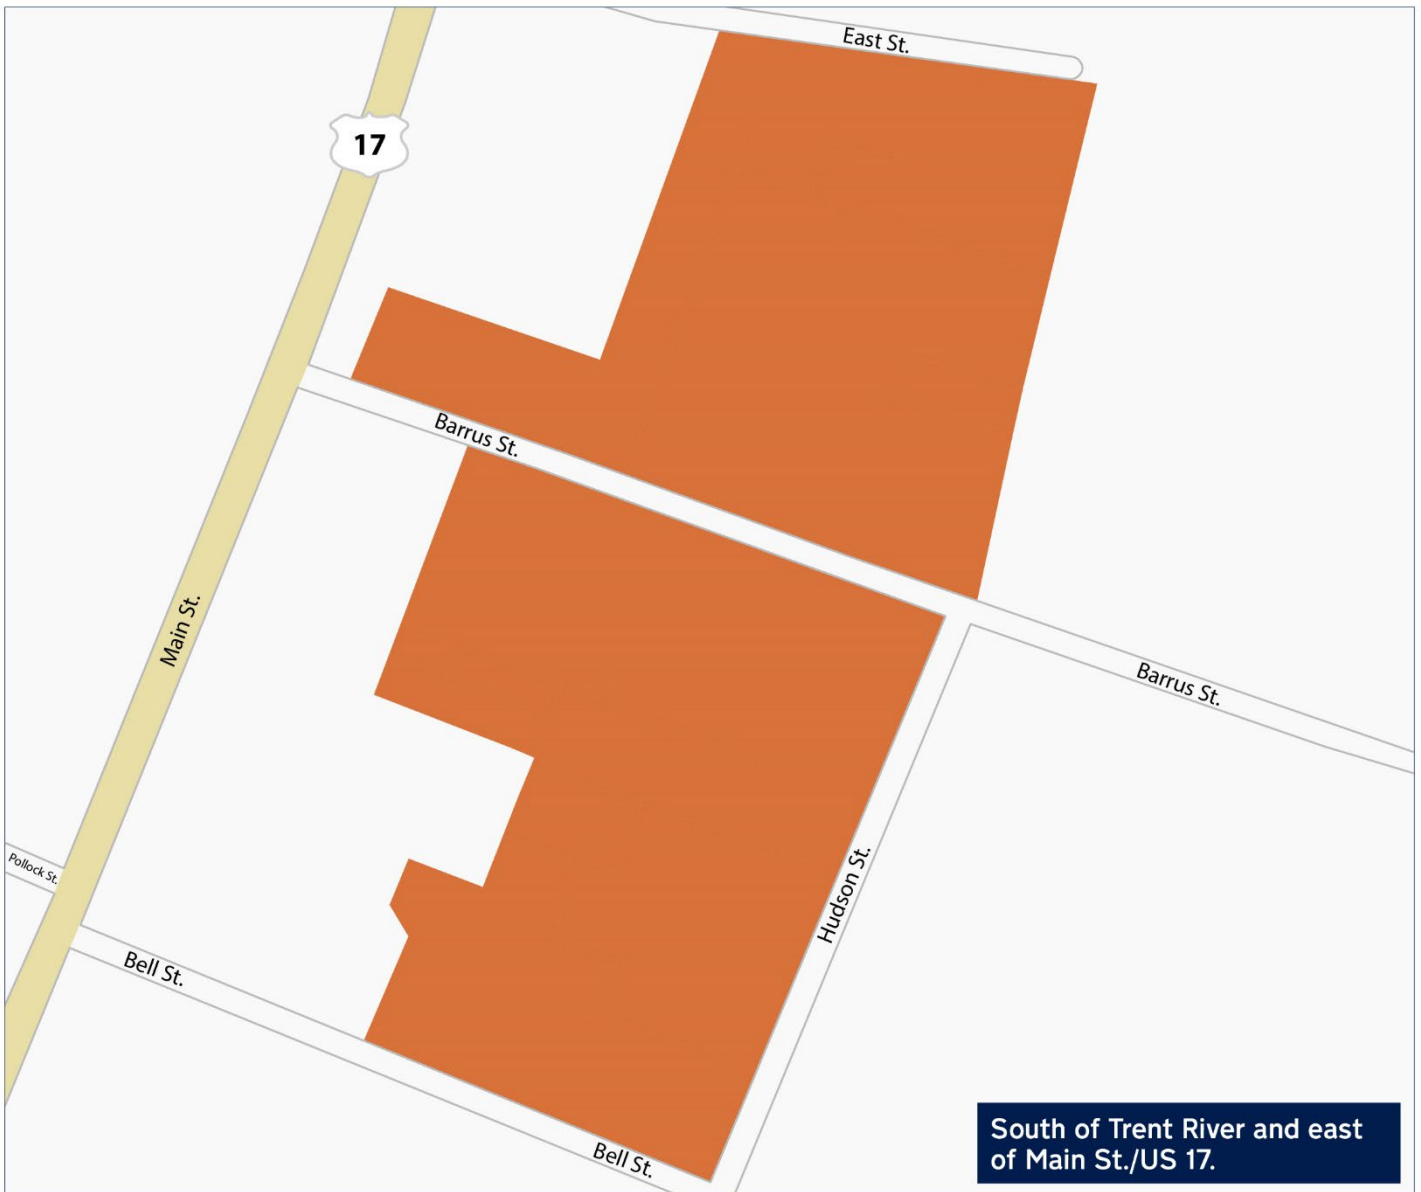 East St.
17
Barrus St.
Main St.
Barrus St.
Hudson St.
Pollock St.
Bell St.
Bell St.
South of Trent River and east
of Main St./US 17.